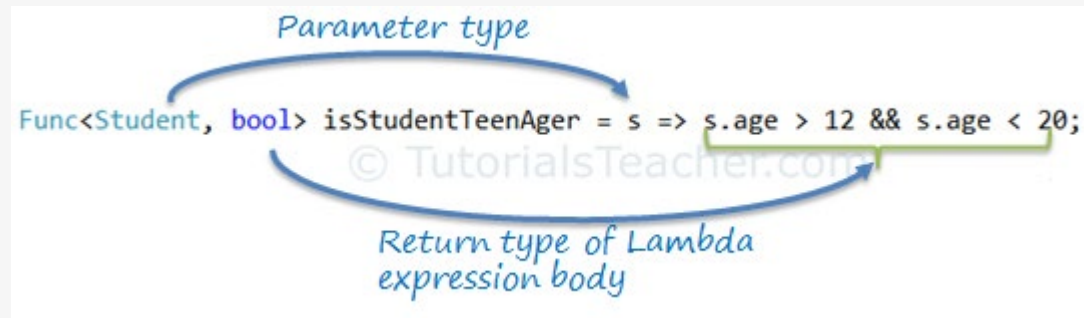 Parameter type
Func<Student, bool> isStudentTeenAger = s => s.age > 12 && s.age < 20;
© TutorialsTeacher.com
Return type of Lambda
expression body